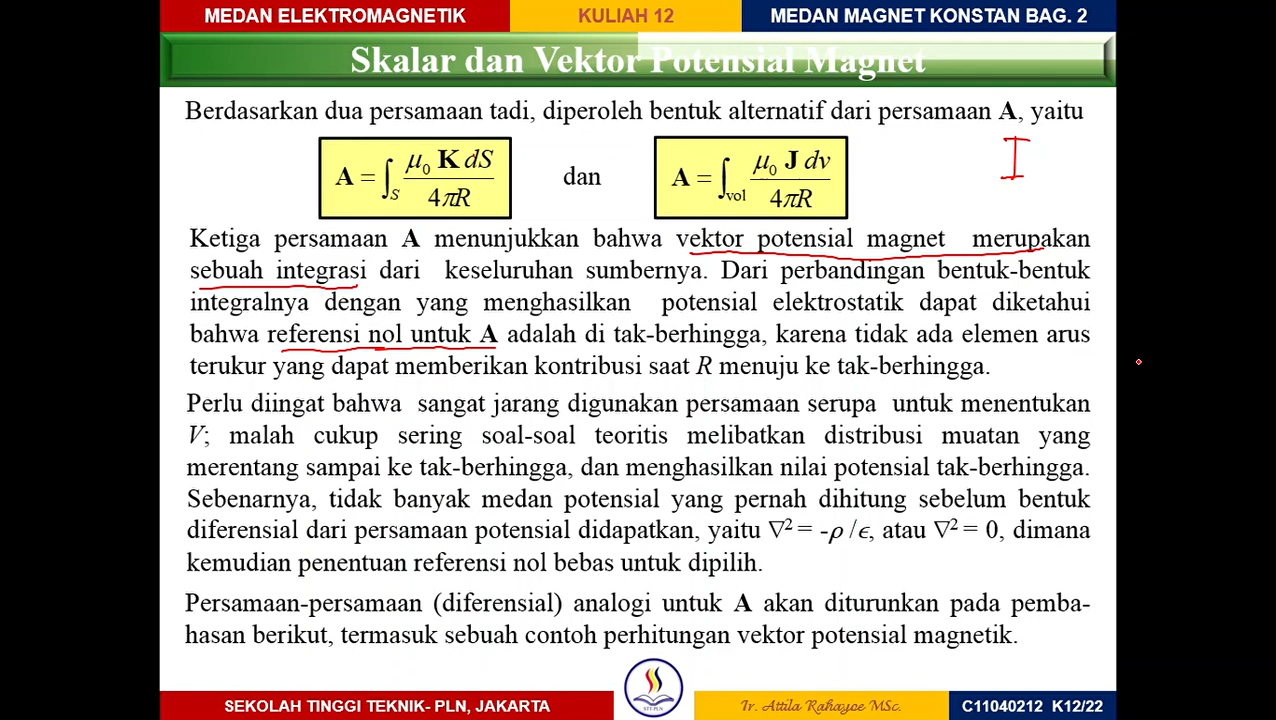 MEDAN ELEKTROMAGNETIK KULIAH 12 MEDAN MAGNET KONSTAN BAG. 2
Skalar dan Vektor Potensial Magnet
Berdasarkan dua persamaan tadi, diperoleh bentuk alternatif dari persamaan A, yaitu
A = ∫_S μ₀ K dS / 4πR dan A = ∫_vol μ₀ J dv / 4πR
I
Ketiga persamaan A menunjukkan bahwa vektor potensial magnet merupakan
sebuah integrasi dari keseluruhan sumbernya. Dari perbandingan bentuk-bentuk
integralnya dengan yang menghasilkan potensial elektrostatik dapat diketahui
bahwa referensi nol untuk A adalah di tak-berhingga, karena tidak ada elemen arus
terukur yang dapat memberikan kontribusi saat R menuju ke tak-berhingga.
Perlu diingat bahwa sangat jarang digunakan persamaan serupa untuk menentukan
V; malah cukup sering soal-soal teoritis melibatkan distribusi muatan yang
merentang sampai ke tak-berhingga, dan menghasilkan nilai potensial tak-berhingga.
Sebenarnya, tidak banyak medan potensial yang pernah dihitung sebelum bentuk
diferensial dari persamaan potensial didapatkan, yaitu ∇² = -ρ /ϵ, atau ∇² = 0, dimana
kemudian penentuan referensi nol bebas untuk dipilih.
Persamaan-persamaan (diferensial) analogi untuk A akan diturunkan pada pemba-
hasan berikut, termasuk sebuah contoh perhitungan vektor potensial magnetik.
STT PLN
SEKOLAH TINGGI TEKNIK- PLN, JAKARTA Ir. Attila Rahayoe MSc. C11040212 K12/22